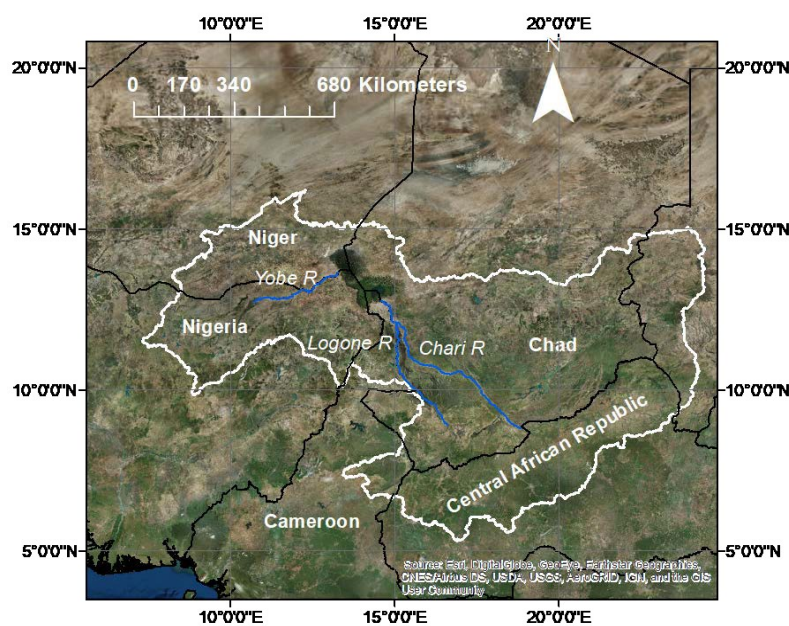 10°0'0"E 15°0'0"E 20°0'0"E
20°0'0"N 20°0'0"N
N
0 170 340 680 Kilometers
15°0'0"N 15°0'0"N
Niger
Yobe R
Nigeria
Logone R
Chari R
Chad
10°0'0"N 10°0'0"N
Central African Republic
Cameroon
5°0'0"N 5°0'0"N
Source: Esri, DigitalGlobe, GeoEye, Earthstar Geographics,
CNES/Airbus DS, USDA, USGS, AeroGRID, IGN, and the GIS
User Community
10°0'0"E 15°0'0"E 20°0'0"E